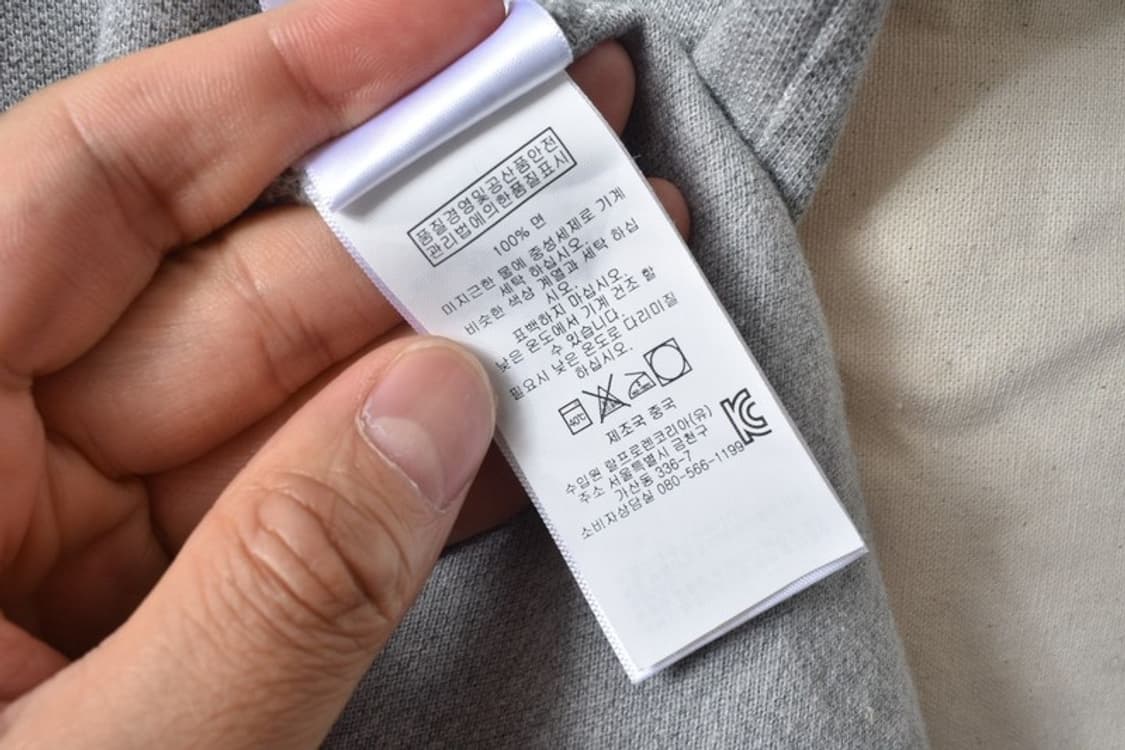 품질경영및공산품안전
관리법에의한품질표시
100% 면
미지근한 물에 중성세제로 기계
세탁 하십시오.
비슷한 색상 계열과 세탁 하십
시오.
표백하지 마십시오.
낮은 온도에서 기계 건조 할
수 있습니다.
필요시 낮은 온도로 다리미질
하십시오.
40℃
제조국 중국
수입원 랄프로렌코리아(유)
주소 서울특별시 금천구
가산동 336-7
소비자상담실 080-566-1199